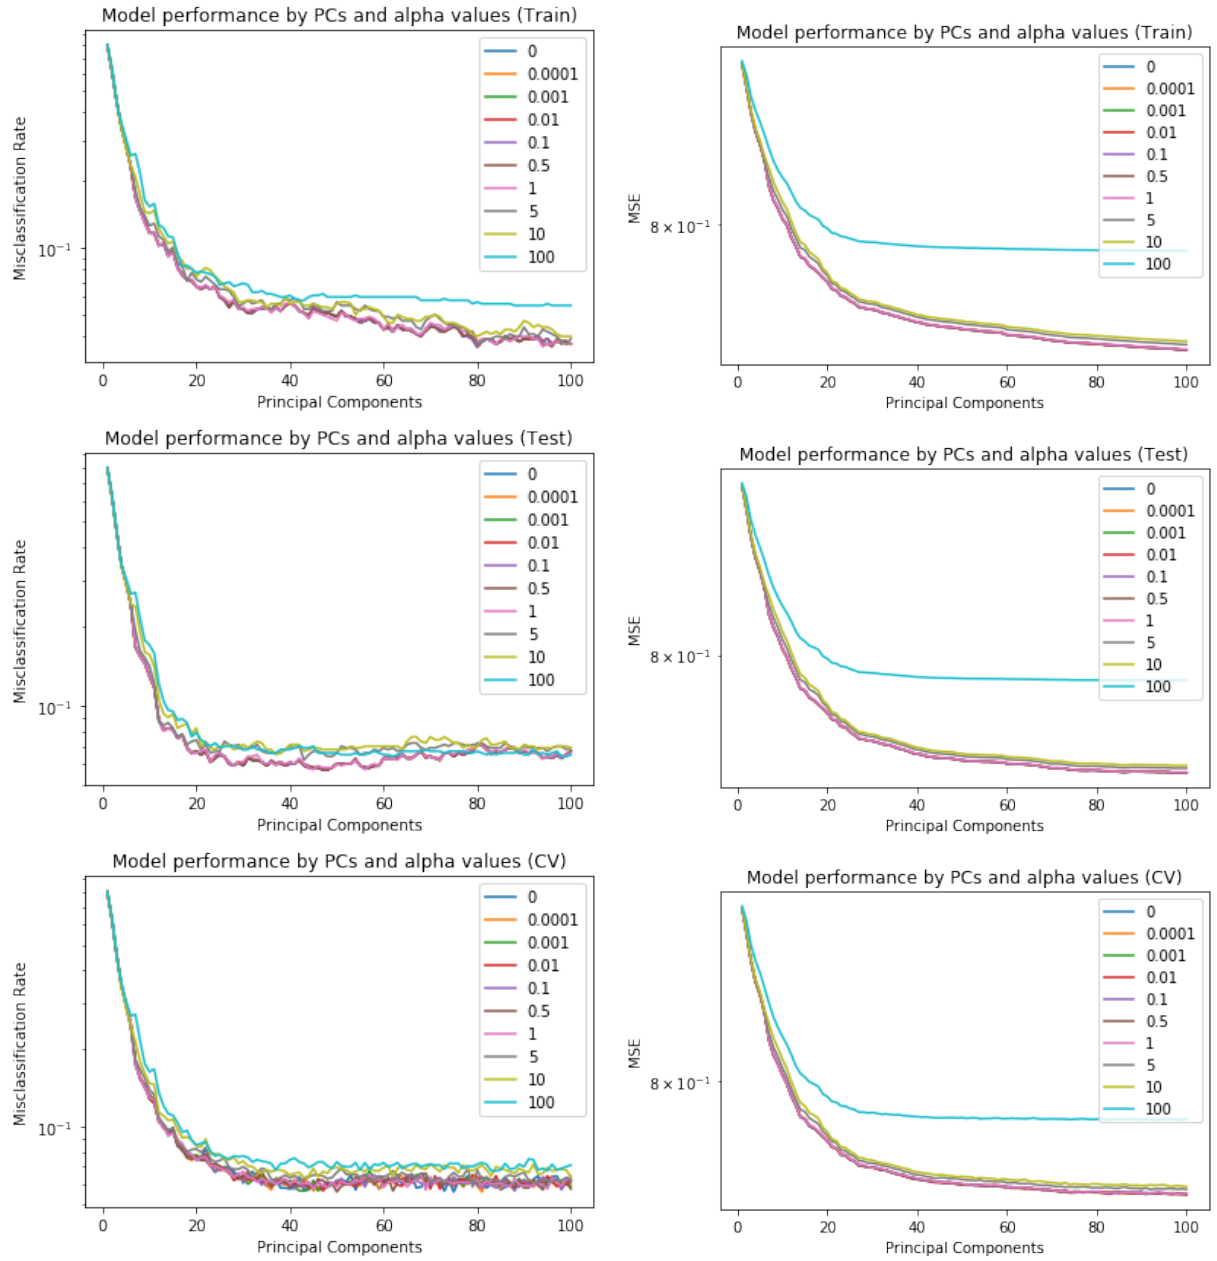 Model performance by PCs and alpha values (Train)
Misclassification Rate
10⁻¹
0
0.0001
0.001
0.01
0.1
0.5
1
5
10
100
0 20 40 60 80 100
Principal Components
Model performance by PCs and alpha values (Train)
MSE
8 × 10⁻¹
0
0.0001
0.001
0.01
0.1
0.5
1
5
10
100
0 20 40 60 80 100
Principal Components
Model performance by PCs and alpha values (Test)
Misclassification Rate
10⁻¹
0
0.0001
0.001
0.01
0.1
0.5
1
5
10
100
0 20 40 60 80 100
Principal Components
Model performance by PCs and alpha values (Test)
MSE
8 × 10⁻¹
0
0.0001
0.001
0.01
0.1
0.5
1
5
10
100
0 20 40 60 80 100
Principal Components
Model performance by PCs and alpha values (CV)
Misclassification Rate
10⁻¹
0
0.0001
0.001
0.01
0.1
0.5
1
5
10
100
0 20 40 60 80 100
Principal Components
Model performance by PCs and alpha values (CV)
MSE
8 × 10⁻¹
0
0.0001
0.001
0.01
0.1
0.5
1
5
10
100
0 20 40 60 80 100
Principal Components